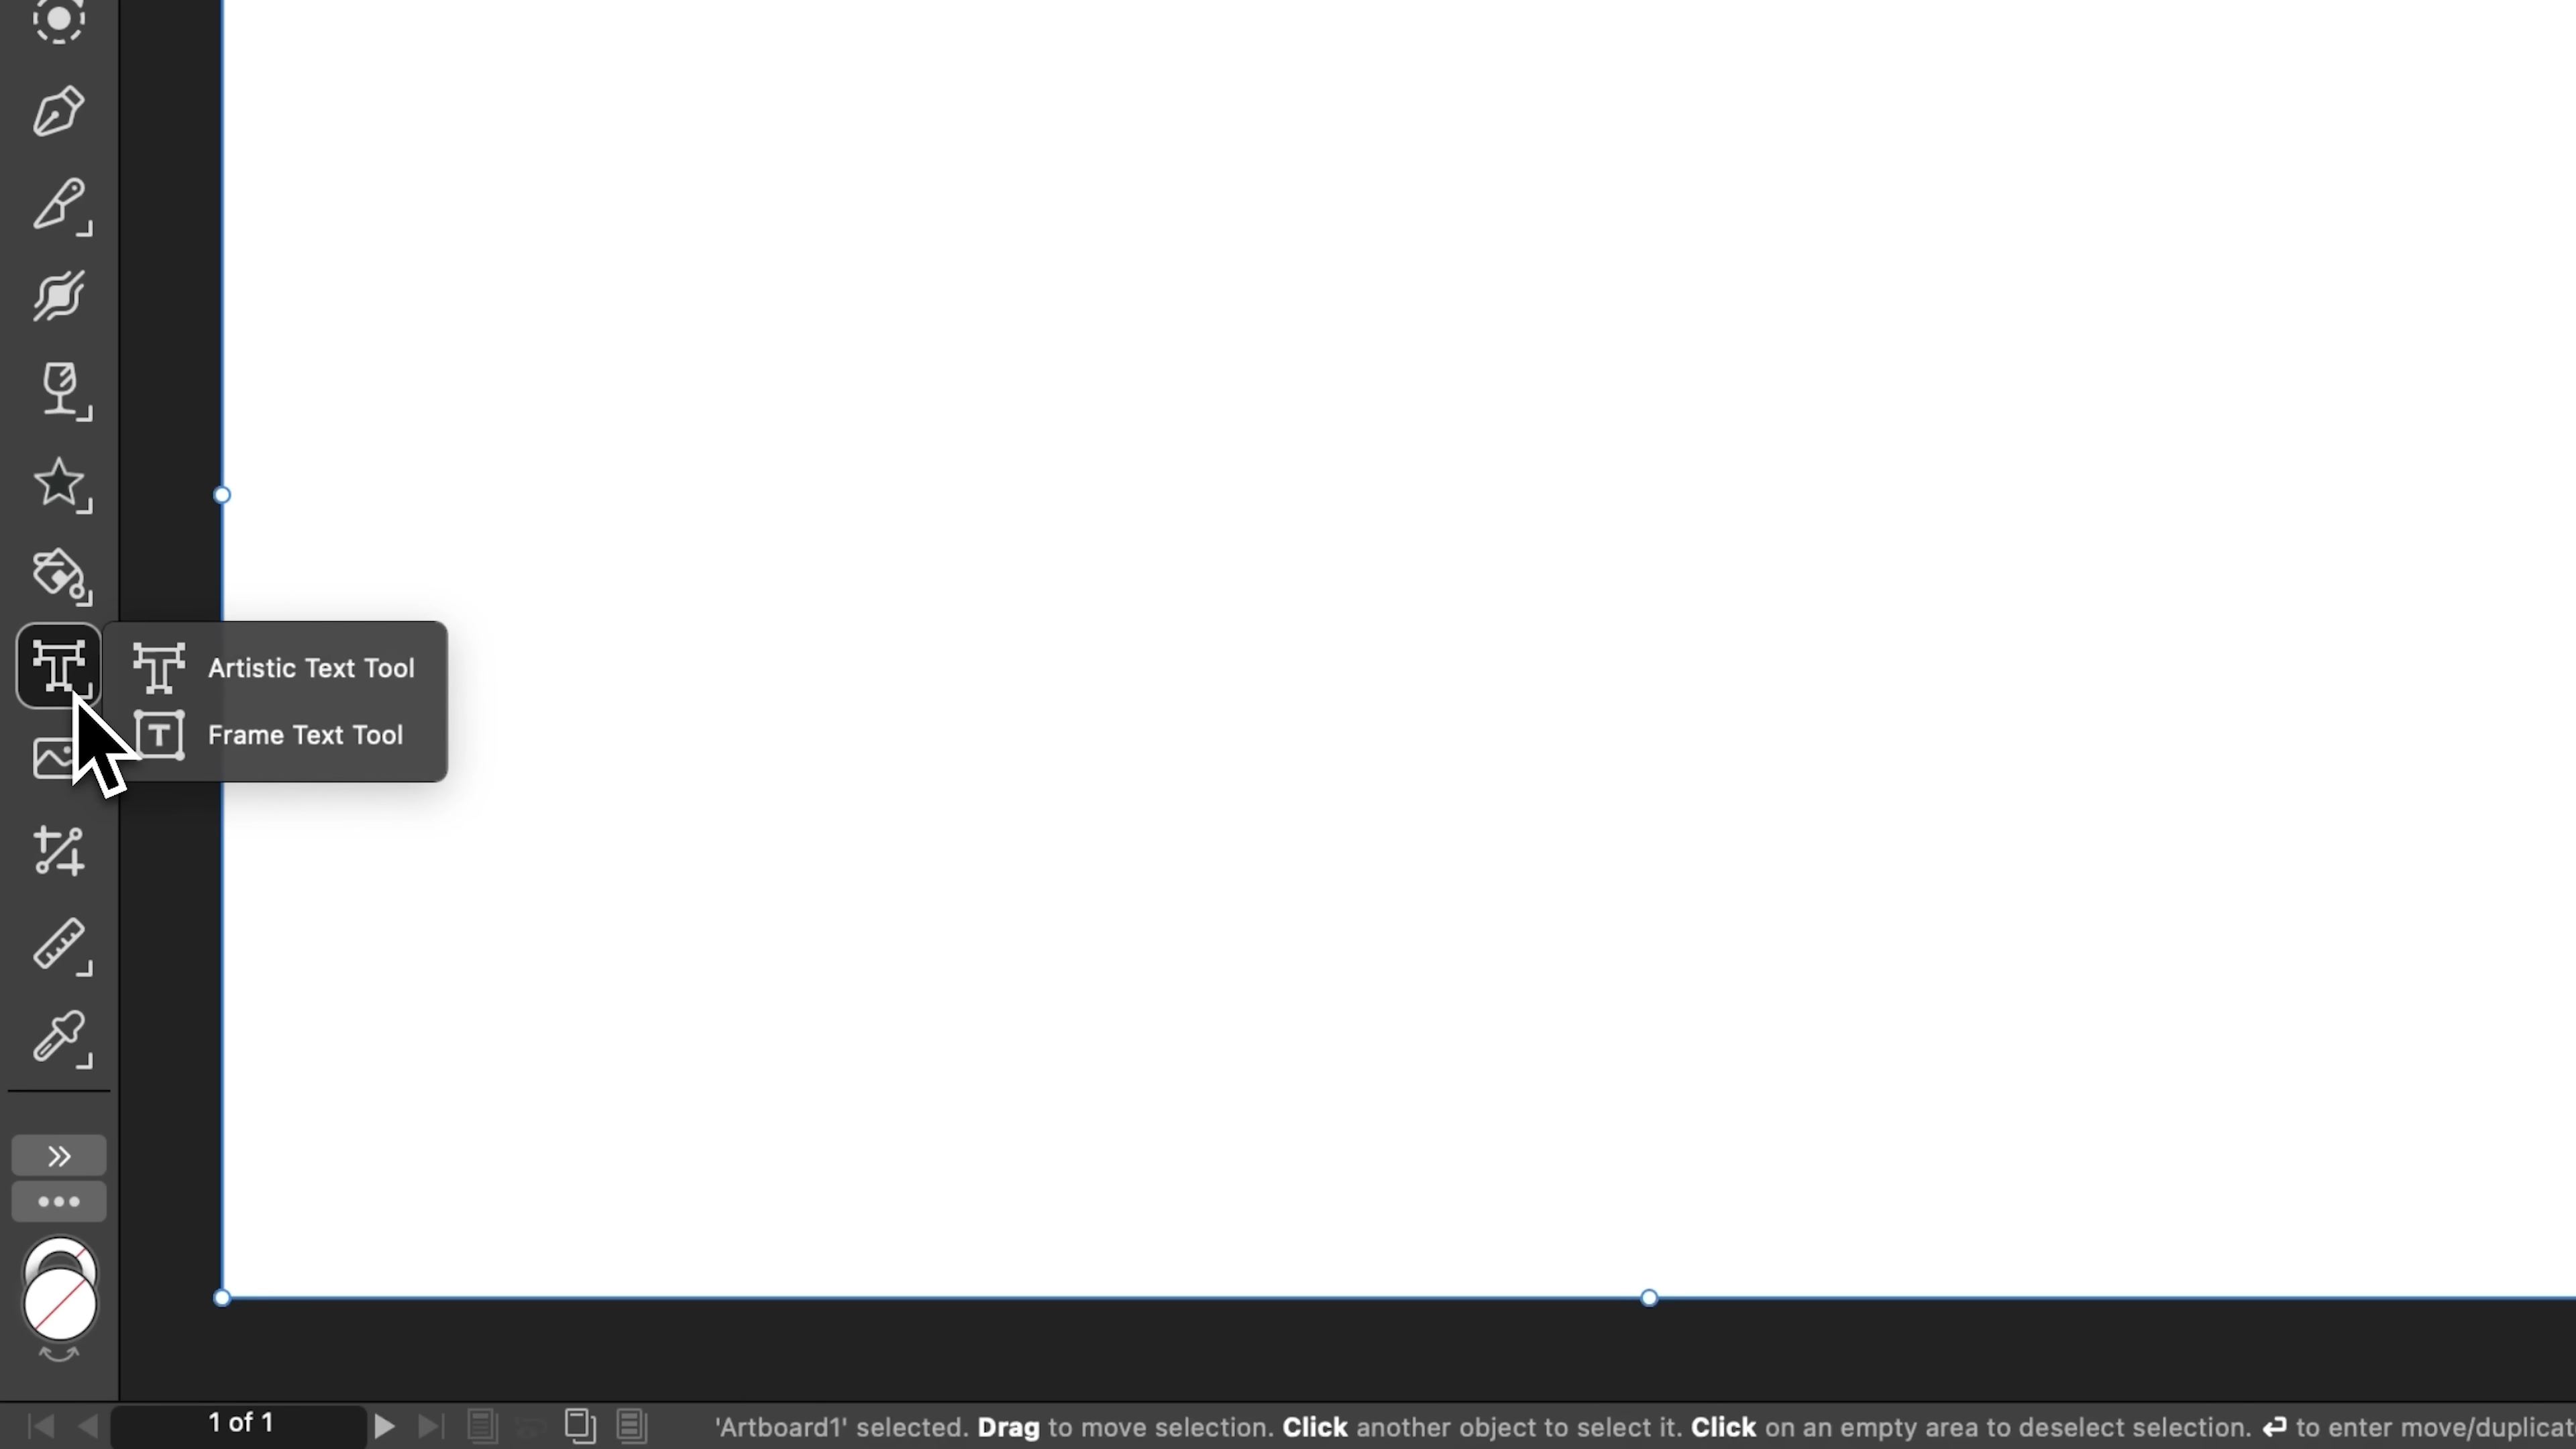 Artistic Text Tool
Frame Text Tool
1 of 1
'Artboard1' selected. Drag to move selection. Click another object to select it. Click on an empty area to deselect selection. ↵ to enter move/duplicat